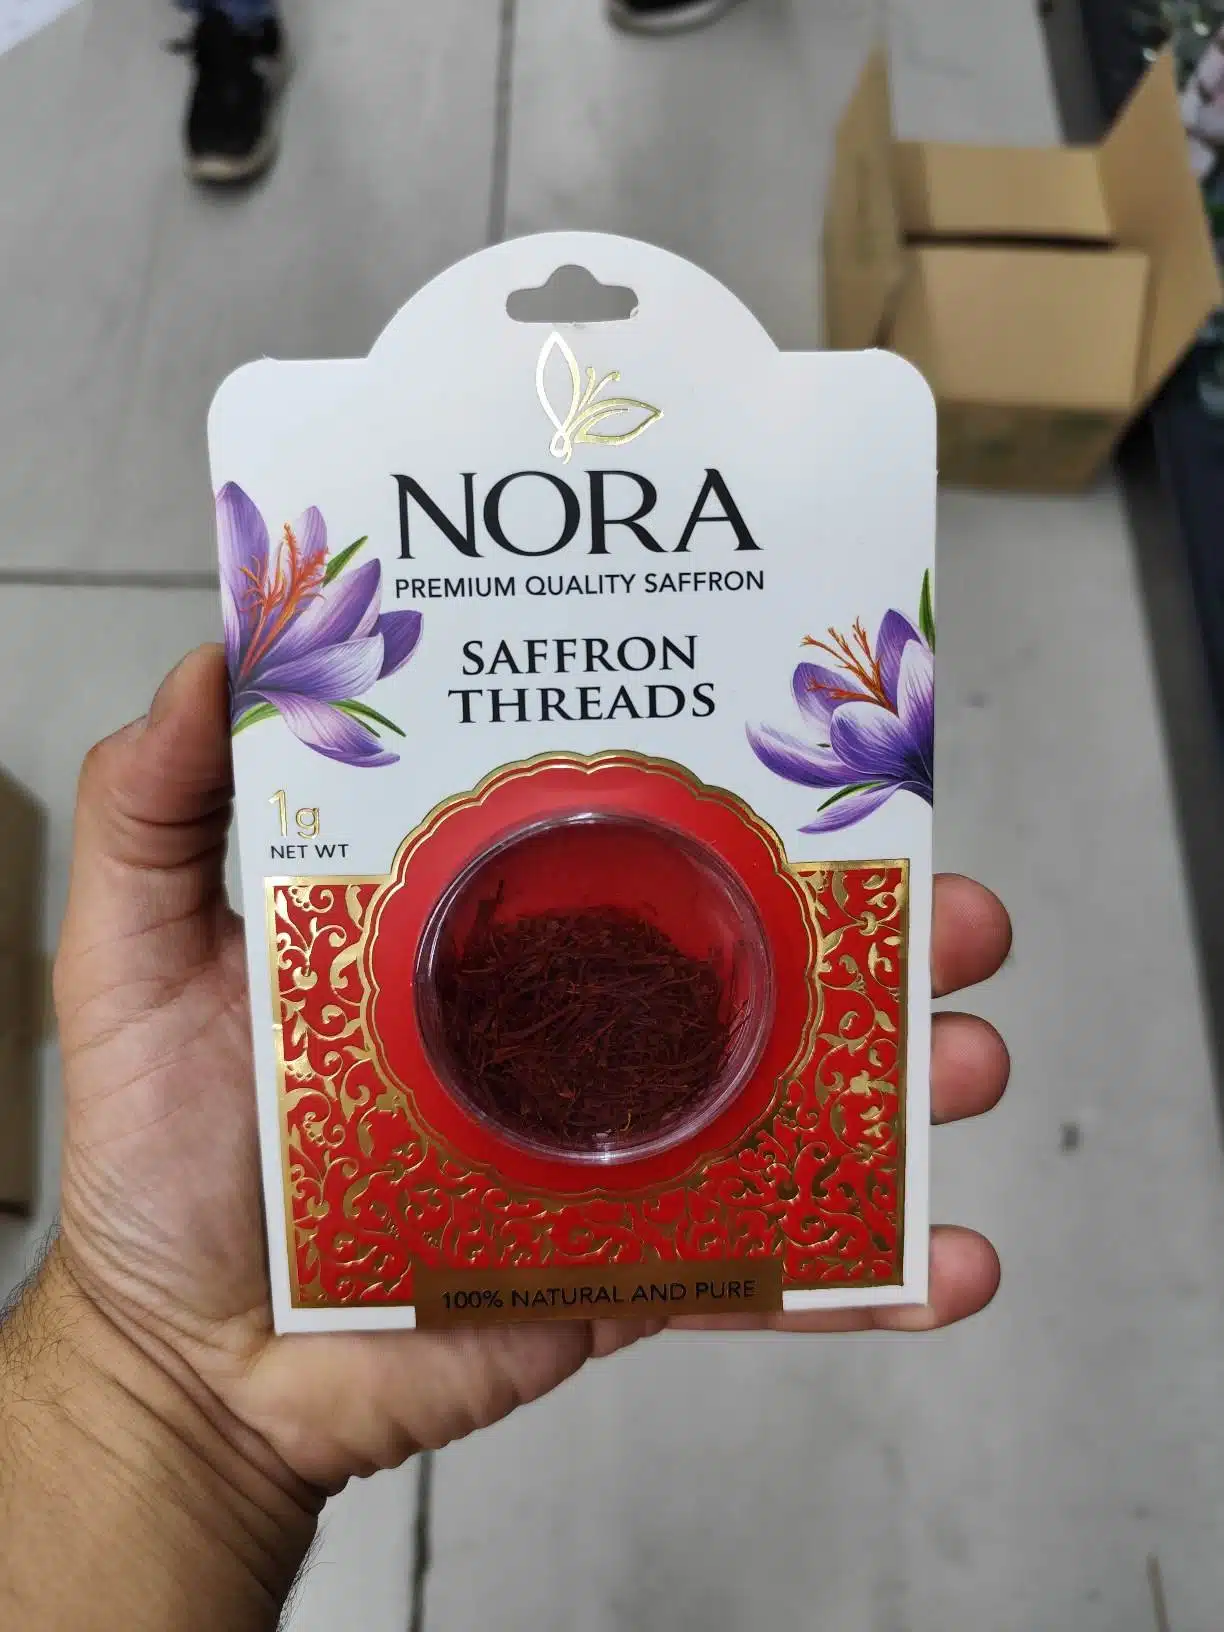 NORA
PREMIUM QUALITY SAFFRON
SAFFRON
THREADS
1g
NET WT
100% NATURAL AND PURE